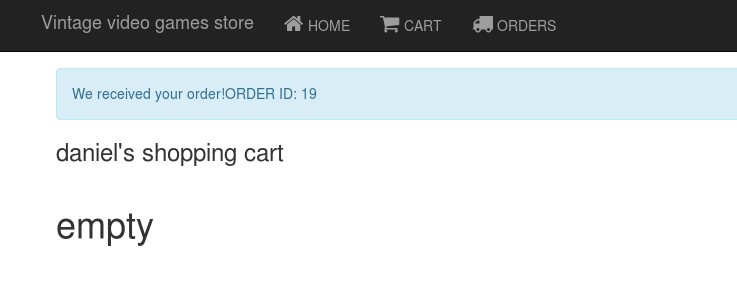 Vintage video games store HOME CART ORDERS
We received your order!ORDER ID: 19
daniel's shopping cart
empty